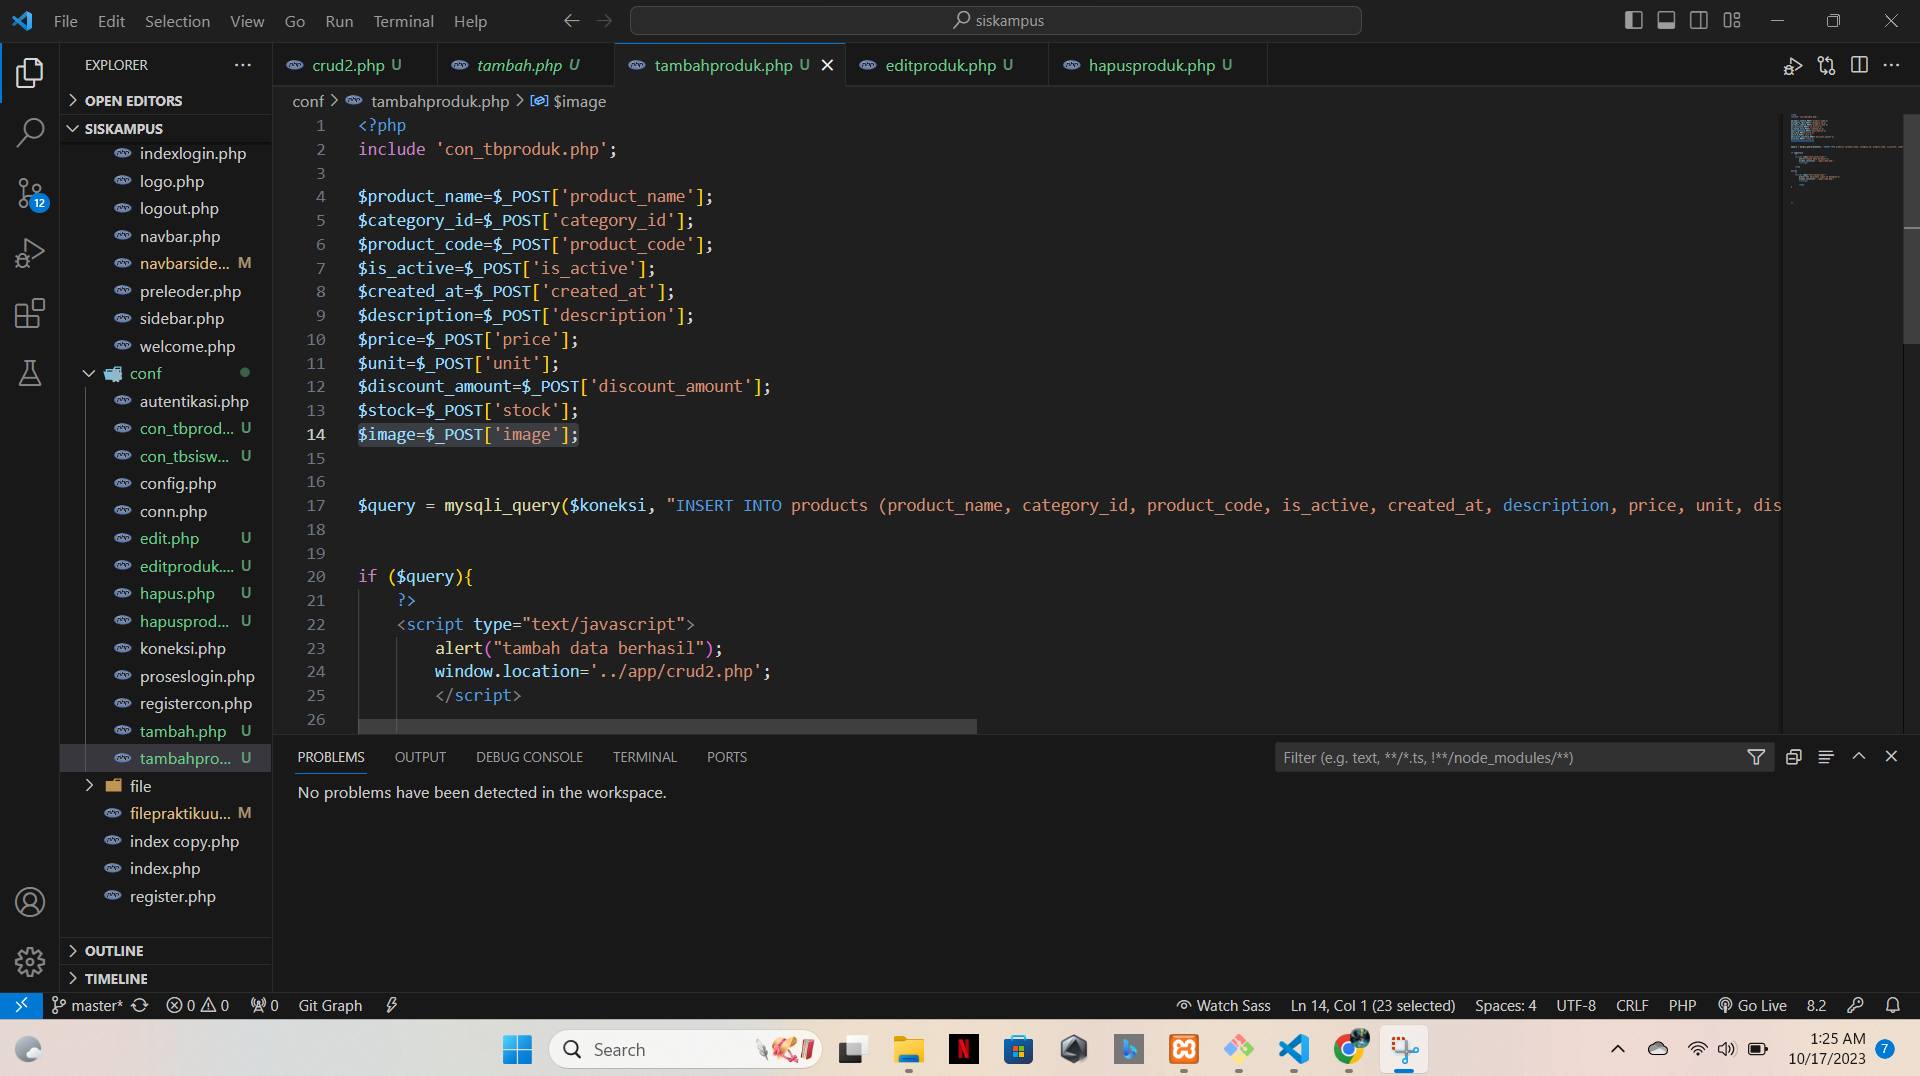 File Edit Selection View Go Run Terminal Help
siskampus
EXPLORER
OPEN EDITORS
SISKAMPUS
indexlogin.php
logo.php
logout.php
navbar.php
navbarside... M
preleoder.php
sidebar.php
welcome.php
conf
autentikasi.php
con_tbprod... U
con_tbsisw... U
config.php
conn.php
edit.php U
editproduk.... U
hapus.php U
hapusprod... U
koneksi.php
proseslogin.php
registercon.php
tambah.php U
tambahpro... U
file
filepraktikuu... M
index copy.php
index.php
register.php
OUTLINE
TIMELINE
12
crud2.php U
tambah.php U
tambahproduk.php U
editproduk.php U
hapusproduk.php U
conf > tambahproduk.php > $image
1 <?php
2 include 'con_tbproduk.php';
3
4 $product_name=$_POST['product_name'];
5 $category_id=$_POST['category_id'];
6 $product_code=$_POST['product_code'];
7 $is_active=$_POST['is_active'];
8 $created_at=$_POST['created_at'];
9 $description=$_POST['description'];
10 $price=$_POST['price'];
11 $unit=$_POST['unit'];
12 $discount_amount=$_POST['discount_amount'];
13 $stock=$_POST['stock'];
14 $image=$_POST['image'];
15
16
17 $query = mysqli_query($koneksi, "INSERT INTO products (product_name, category_id, product_code, is_active, created_at, description, price, unit, dis
18
19
20 if ($query){
21 ?>
22 <script type="text/javascript">
23 alert("tambah data berhasil");
24 window.location='../app/crud2.php';
25 </script>
26
PROBLEMS OUTPUT DEBUG CONSOLE TERMINAL PORTS
Filter (e.g. text, **/*.ts, !**/node_modules/**)
No problems have been detected in the workspace.
master* 0 0 0 Git Graph
Watch Sass Ln 14, Col 1 (23 selected) Spaces: 4 UTF-8 CRLF PHP Go Live 8.2
Search
1:25 AM
10/17/2023
7